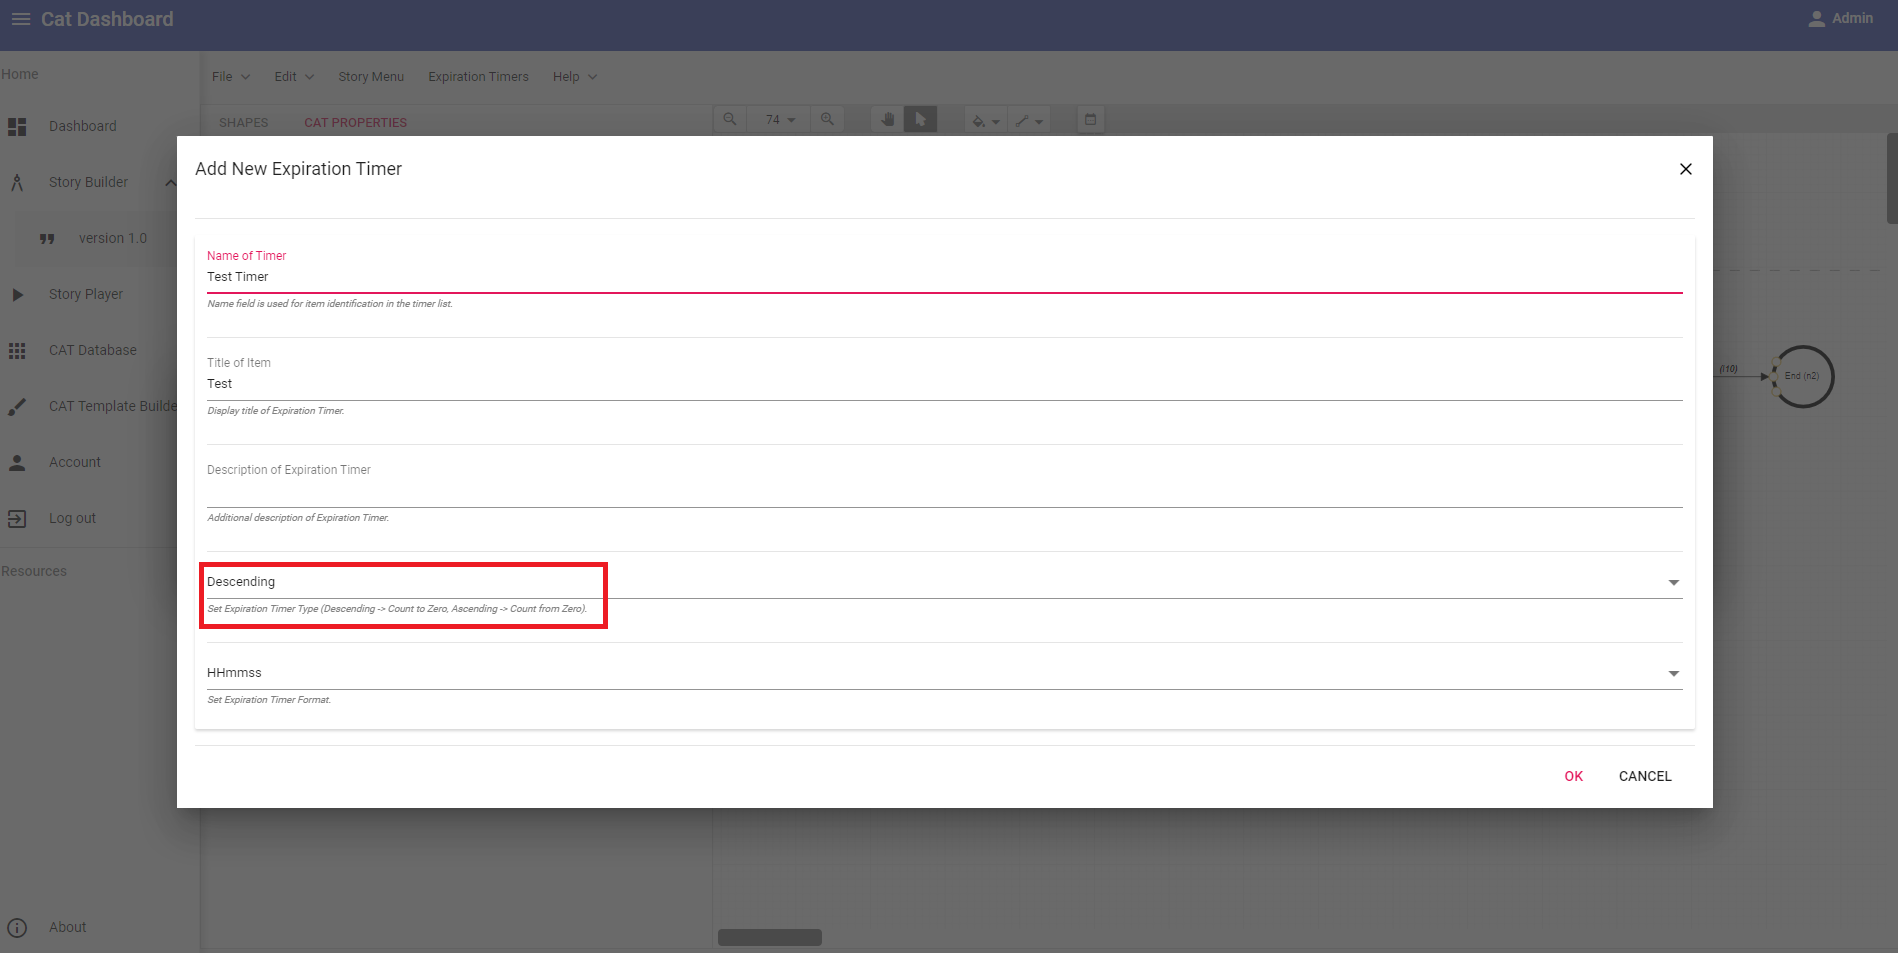 Cat Dashboard
Admin
Home
File
Edit
Story Menu
Expiration Timers
Help
Dashboard
SHAPES
CAT PROPERTIES
74
Add New Expiration Timer
Story Builder
version 1.0
Name of Timer
Test Timer
Name field is used for item identification in the timer list.
Story Player
CAT Database
Title of Item
Test
Display title of Expiration Timer.
(l10)
End (n2)
CAT Template Builde
Account
Description of Expiration Timer
Additional description of Expiration Timer.
Log out
Resources
Descending
Set Expiration Timer Type (Descending -> Count to Zero, Ascending -> Count from Zero).
HHmmss
Set Expiration Timer Format.
OK
CANCEL
About